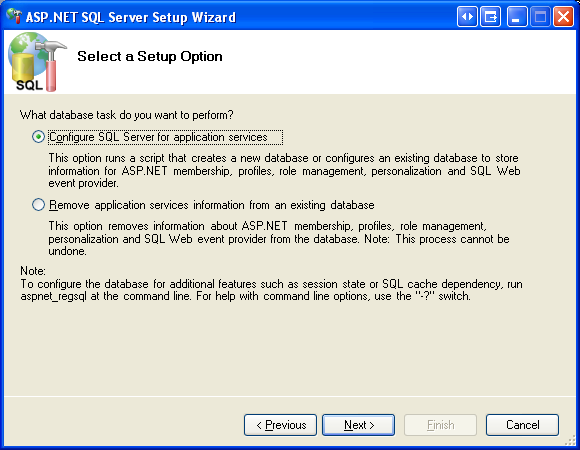 ASP.NET SQL Server Setup Wizard
SQL
Select a Setup Option
What database task do you want to perform?
Configure SQL Server for application services
This option runs a script that creates a new database or configures an existing database to store
information for ASP.NET membership, profiles, role management, personalization and SQL Web
event provider.
Remove application services information from an existing database
This option removes information about ASP.NET membership, profiles, role management,
personalization and SQL Web event provider from the database. Note: This process cannot be
undone.
Note:
To configure the database for additional features such as session state or SQL cache dependency, run
aspnet_regsql at the command line. For help with command line options, use the "-?" switch.
< Previous
Next >
Finish
Cancel